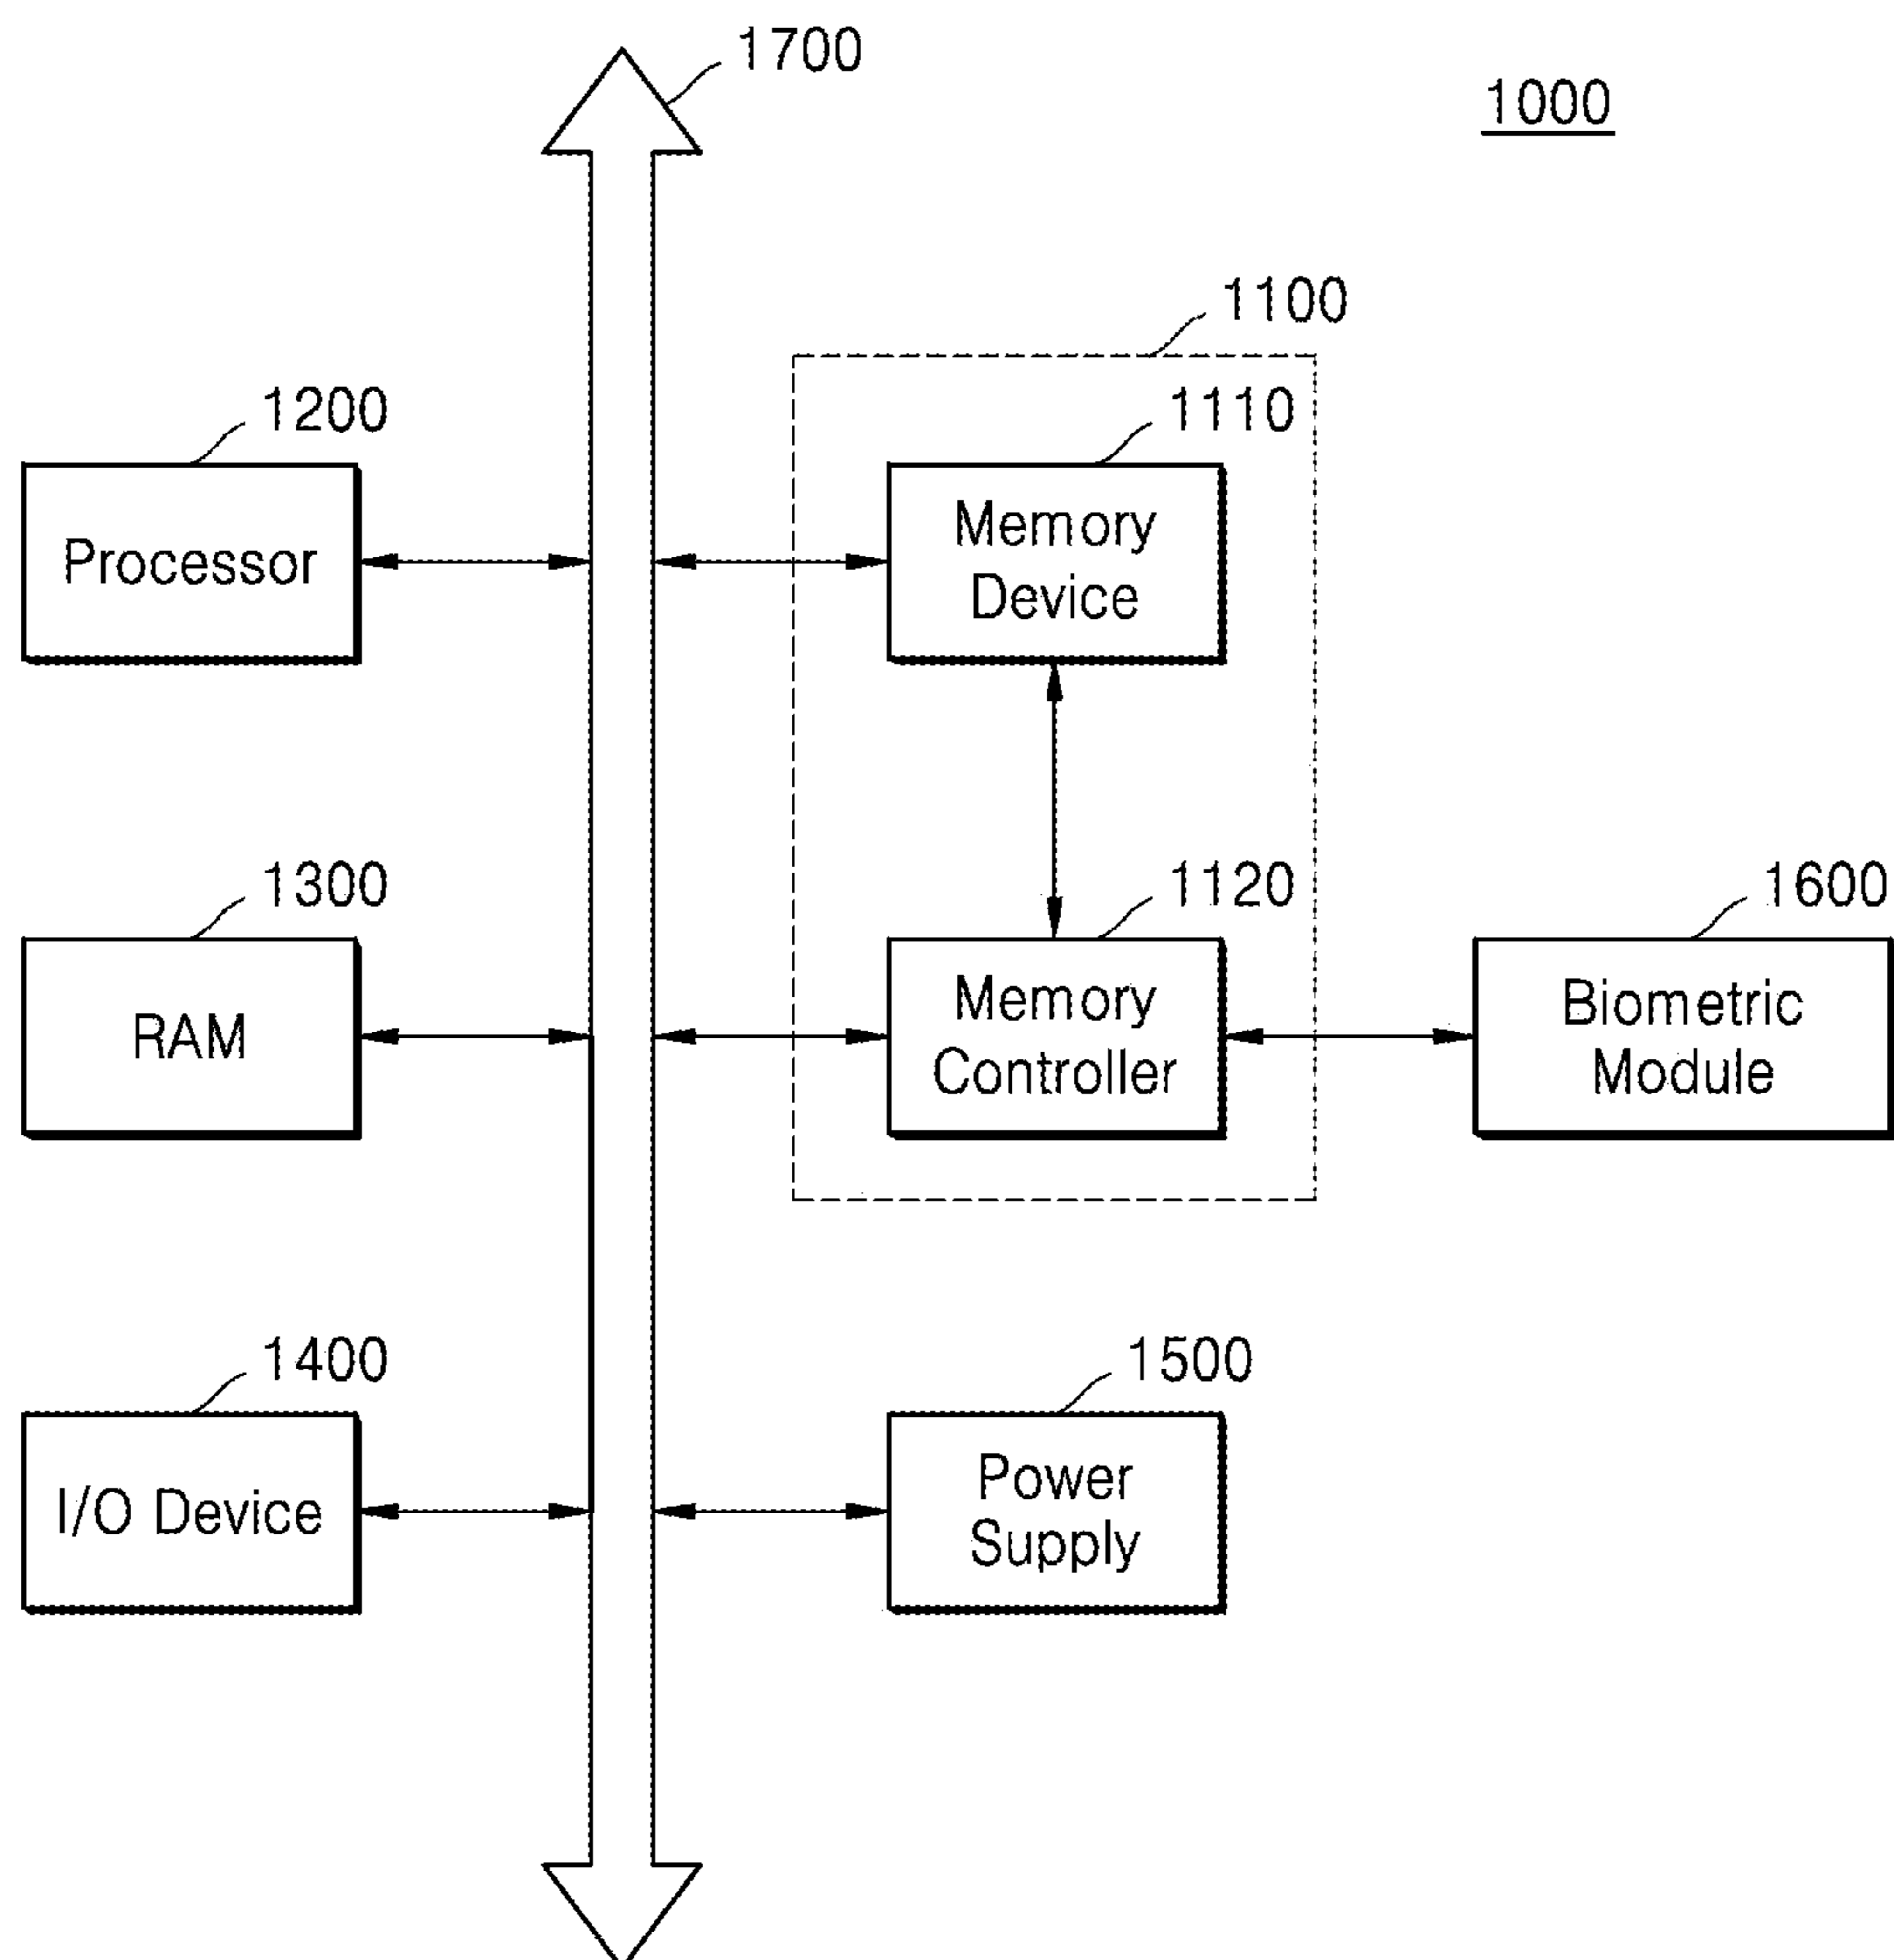 1700
1000
1100
1200
1110
Processor
Memory
Device
1300
1120
1600
RAM
Memory
Controller
Biometric
Module
1400
1500
I/O Device
Power
Supply